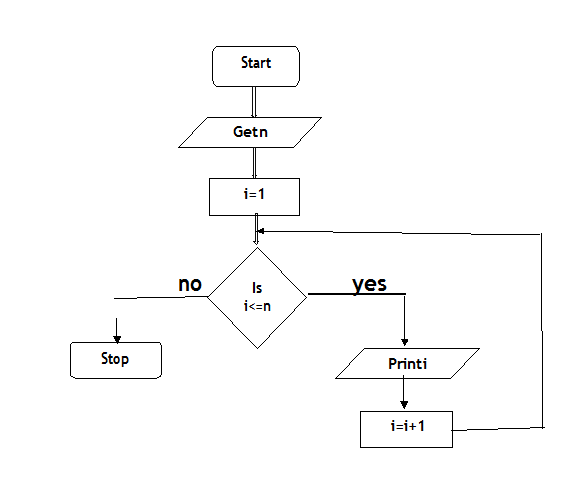 Start
Getn
i=1
no
yes
Is
i<=n
Stop
Printi
i=i+1